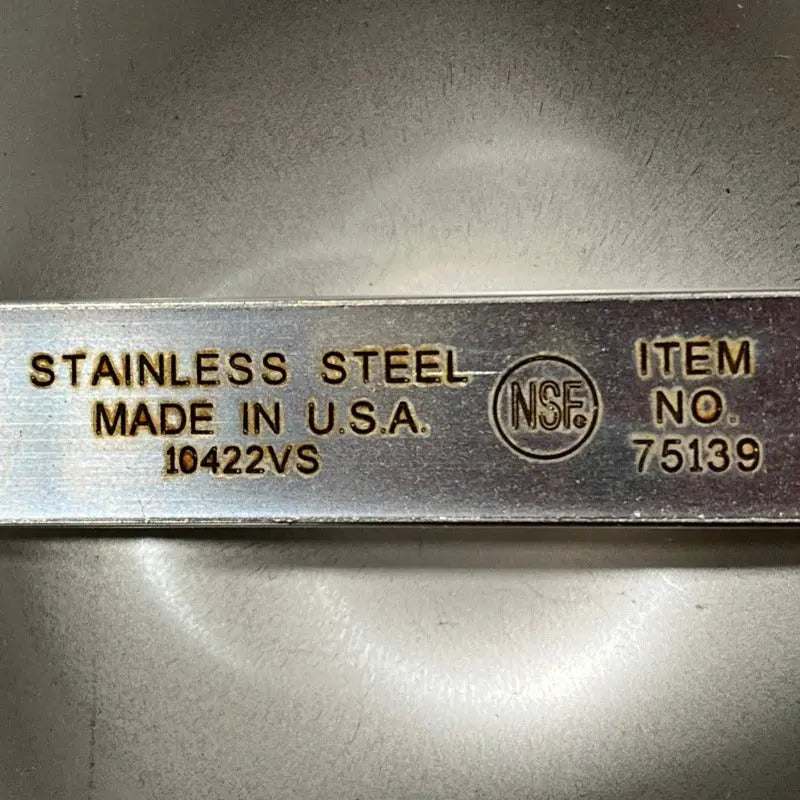 STAINLESS STEEL
MADE IN U.S.A.
10422VS
NSF®
ITEM
NO.
75139